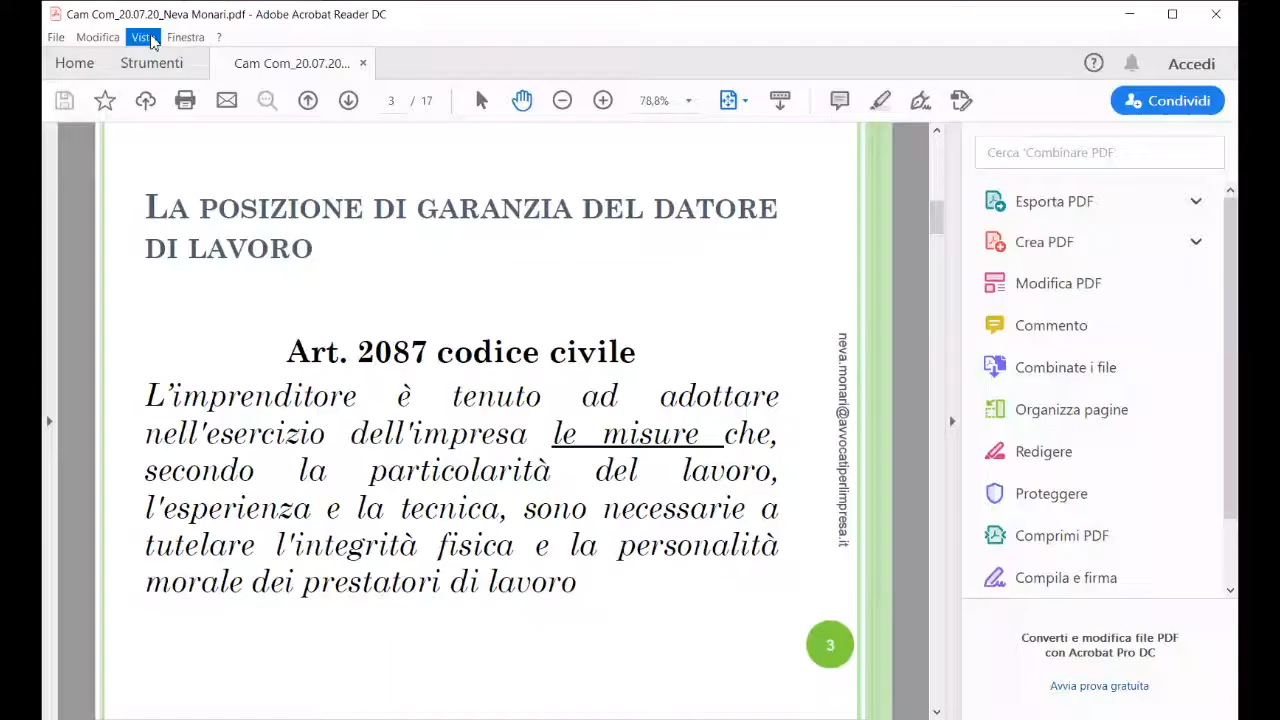 Cam Com_20.07.20_Neva Monari.pdf - Adobe Acrobat Reader DC
File Modifica Vista Finestra ?
Home Strumenti Cam Com_20.07.20... × Accedi
3 / 17 78,8% Condividi
LA POSIZIONE DI GARANZIA DEL DATORE
DI LAVORO
Art. 2087 codice civile
L'imprenditore è tenuto ad adottare
nell'esercizio dell'impresa le misure che,
secondo la particolarità del lavoro,
l'esperienza e la tecnica, sono necessarie a
tutelare l'integrità fisica e la personalità
morale dei prestatori di lavoro
neva.monari@avvocatiperlimpresa.it
3
Cerca 'Combinare PDF'
Esporta PDF
Crea PDF
Modifica PDF
Commento
Combinate i file
Organizza pagine
Redigere
Proteggere
Comprimi PDF
Compila e firma
Converti e modifica file PDF
con Acrobat Pro DC
Avvia prova gratuita